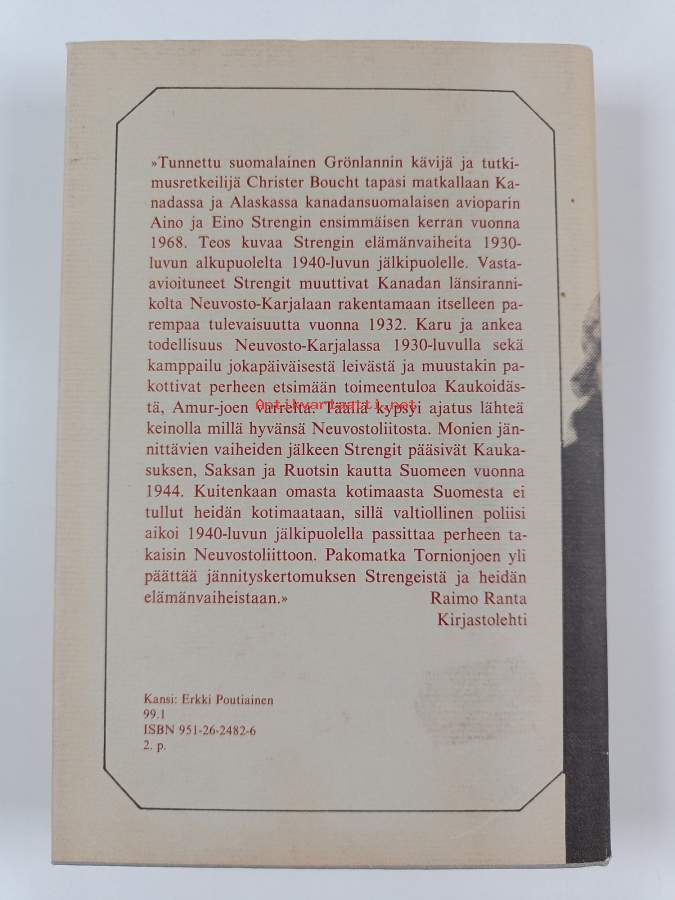 »Tunnettu suomalainen Grönlannin kävijä ja tutki-
musretkeilijä Christer Boucht tapasi matkallaan Ka-
nadassa ja Alaskassa kanadansuomalaisen avioparin
Aino ja Eino Strengin ensimmäisen kerran vuonna
1968. Teos kuvaa Strengin elämänvaiheita 1930-
luvun alkupuolelta 1940-luvun jälkipuolelle. Vasta-
avioituneet Strengit muuttivat Kanadan länsiranni-
kolta Neuvosto-Karjalaan rakentamaan itselleen pa-
rempaa tulevaisuutta vuonna 1932. Karu ja ankea
todellisuus Neuvosto-Karjalassa 1930-luvulla sekä
kamppailu jokapäiväisestä leivästä ja muustakin pa-
kottivat perheen etsimään toimeentuloa Kaukoidäs-
tä, Amur-joen varrelta. Täällä kypsyi ajatus lähteä
Antikvariaatti.net
keinolla millä hyvänsä Neuvostoliitosta. Monien jän-
nittävien vaiheiden jälkeen Strengit pääsivät Kauka-
suksen, Saksan ja Ruotsin kautta Suomeen vuonna
1944. Kuitenkaan omasta kotimaasta Suomesta ei
tullut heidän kotimaataan, sillä valtiollinen poliisi
aikoi 1940-luvun jälkipuolella passittaa perheen ta-
kaisin Neuvostoliittoon. Pakomatka Tornionjoen yli
päättää jännityskertomuksen Strengeistä ja heidän
elämänvaiheistaan.» Raimo Ranta
Kirjastolehti
Kansi: Erkki Poutiainen
99.1
ISBN 951-26-2482-6
2. p.